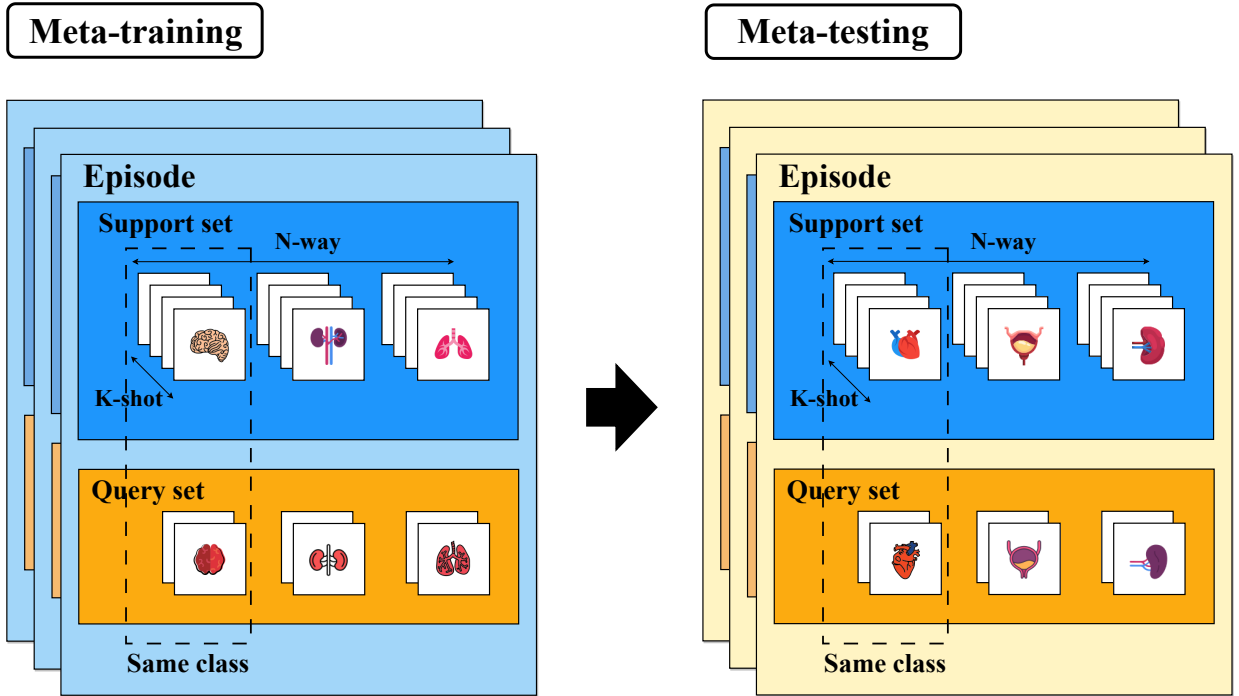 Meta-training
Episode
Support set
N-way
K-shot
Query set
Same class
Meta-testing
Episode
Support set
N-way
K-shot
Query set
Same class